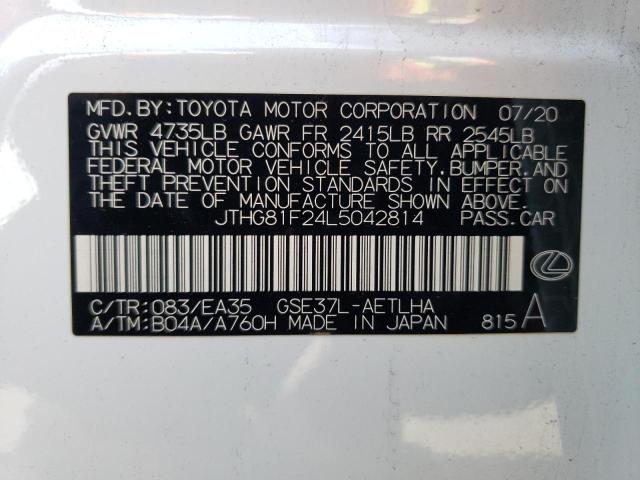 MFD.BY:TOYOTA MOTOR CORPORATION 07/20
GVWR 4735LB GAWR FR 2415LB RR 2545LB
THIS VEHICLE CONFORMS TO ALL APPLICABLE
FEDERAL MOTOR VEHICLE SAFETY,BUMPER,AND
THEFT PREVENTION STANDARDS IN EFFECT ON
THE DATE OF MANUFACTURE SHOWN ABOVE.
JTHG81F24L5042814 PASS.CAR
C/TR:083/EA35 GSE37L-AETLHA
A/TM:B04A/A760H MADE IN JAPAN 815 A